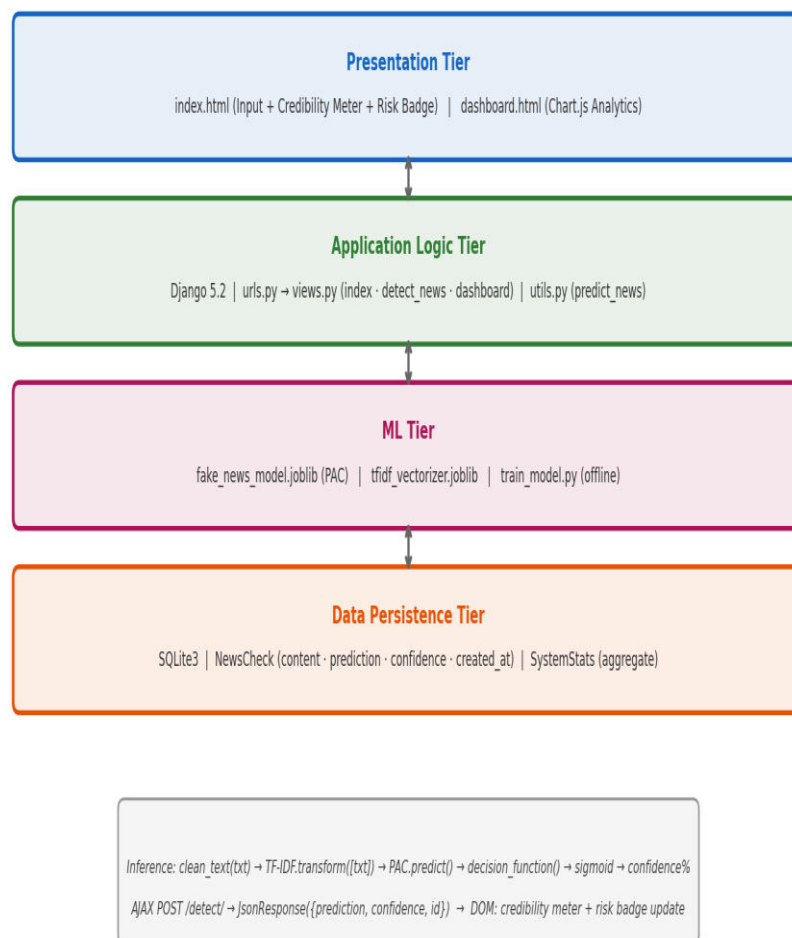 Presentation Tier
index.html (Input + Credibility Meter + Risk Badge) | dashboard.html (Chart.js Analytics)
Application Logic Tier
Django 5.2 | urls.py → views.py (index · detect_news · dashboard) | utils.py (predict_news)
ML Tier
fake_news_model.joblib (PAC) | tfidf_vectorizer.joblib | train_model.py (offline)
Data Persistence Tier
SQLite3 | NewsCheck (content · prediction · confidence · created_at) | SystemStats (aggregate)
Inference: clean_text(txt) → TF-IDF.transform([txt]) → PAC.predict() → decision_function() → sigmoid → confidence%
AJAX POST /detect/ → JsonResponse({prediction, confidence, id}) → DOM: credibility meter + risk badge update